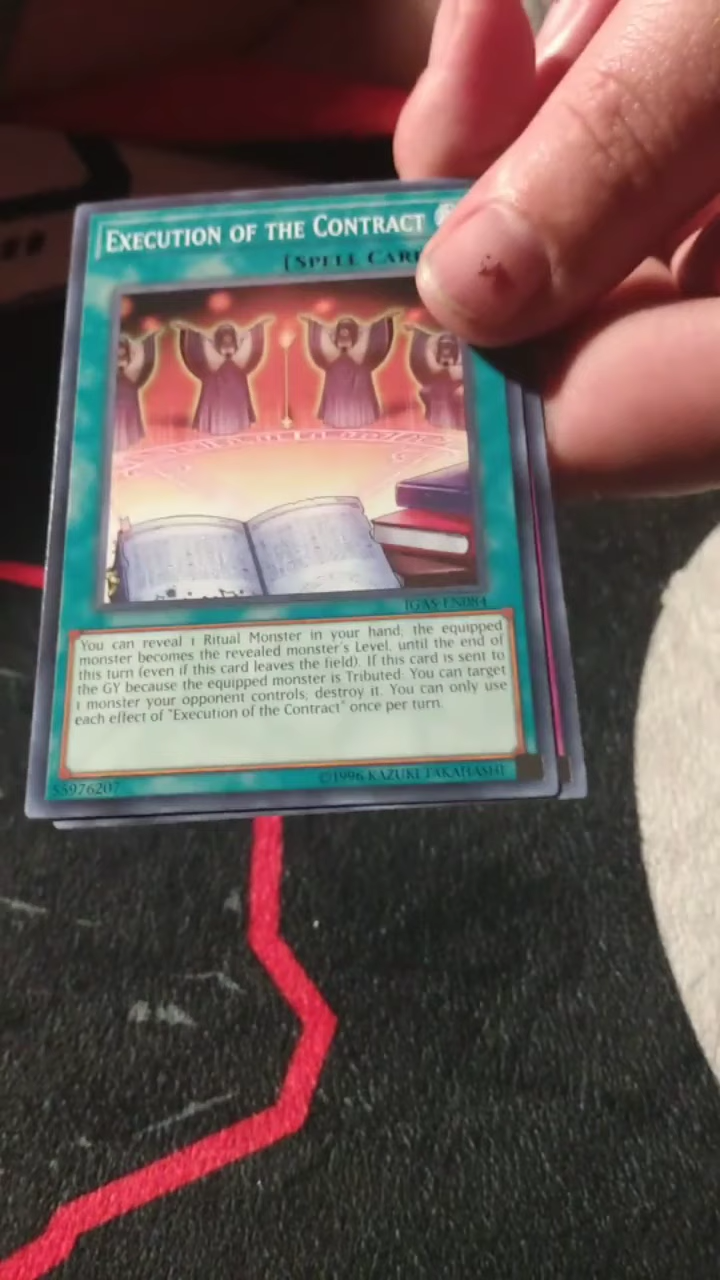 EXECUTION OF THE CONTRACT
[SPELL CAR
IGAS-EN084
You can reveal 1 Ritual Monster in your hand, the equipped
monster becomes the revealed monster's Level, until the end of
this turn (even if this card leaves the field). If this card is sent to
the GY because the equipped monster is Tributed: You can target
1 monster your opponent controls; destroy it. You can only use
each effect of "Execution of the Contract" once per turn.
55976207
©1996 KAZUKI TAKAHASHI